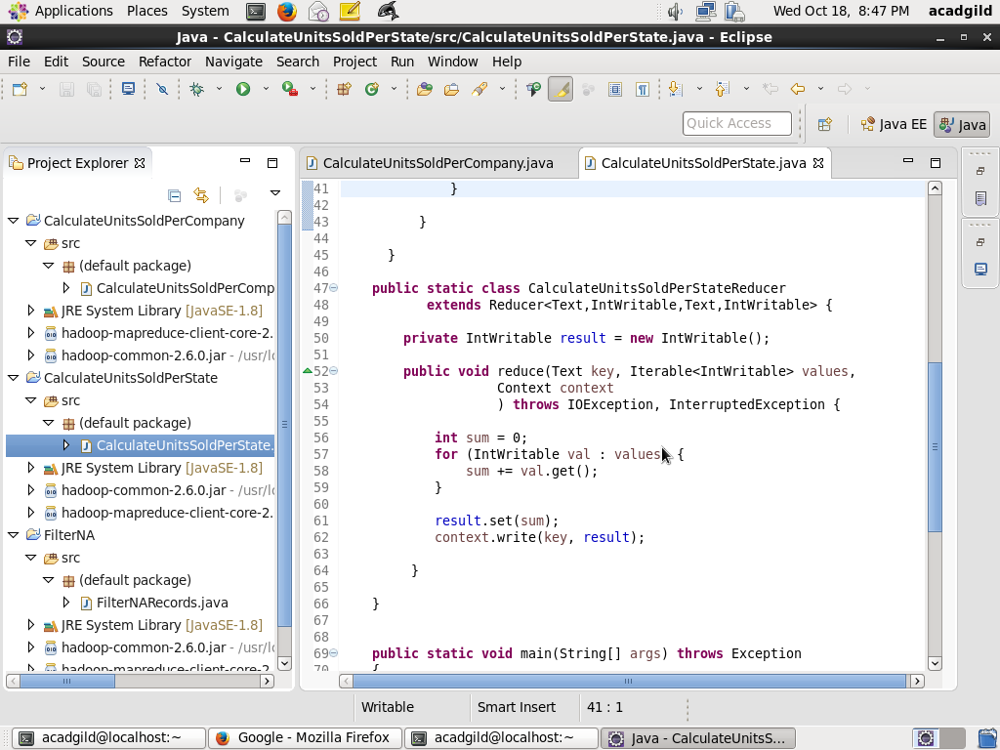 Applications Places System Wed Oct 18, 8:47 PM acadgild
Java - CalculateUnitsSoldPerState/src/CalculateUnitsSoldPerState.java - Eclipse
File Edit Source Refactor Navigate Search Project Run Window Help
Quick Access Java EE Java
Project Explorer
CalculateUnitsSoldPerCompany
src
(default package)
CalculateUnitsSoldPerComp
JRE System Library [JavaSE-1.8]
hadoop-mapreduce-client-core-2.
hadoop-common-2.6.0.jar - /usr/lo
CalculateUnitsSoldPerState
src
(default package)
CalculateUnitsSoldPerState.
JRE System Library [JavaSE-1.8]
hadoop-common-2.6.0.jar - /usr/lo
hadoop-mapreduce-client-core-2.
FilterNA
src
(default package)
FilterNARecords.java
JRE System Library [JavaSE-1.8]
hadoop-common-2.6.0.jar - /usr/lo
hadoop-mapreduce-client-core-2
CalculateUnitsSoldPerCompany.java CalculateUnitsSoldPerState.java
41 }
42
43 }
44
45 }
46
47 public static class CalculateUnitsSoldPerStateReducer
48 extends Reducer<Text,IntWritable,Text,IntWritable> {
49
50 private IntWritable result = new IntWritable();
51
52 public void reduce(Text key, Iterable<IntWritable> values,
53 Context context
54 ) throws IOException, InterruptedException {
55
56 int sum = 0;
57 for (IntWritable val : values) {
58 sum += val.get();
59 }
60
61 result.set(sum);
62 context.write(key, result);
63
64 }
65
66 }
67
68
69 public static void main(String[] args) throws Exception
70 {
Writable Smart Insert 41 : 1
acadgild@localhost:~ Google - Mozilla Firefox acadgild@localhost:~ Java - CalculateUnitsS...